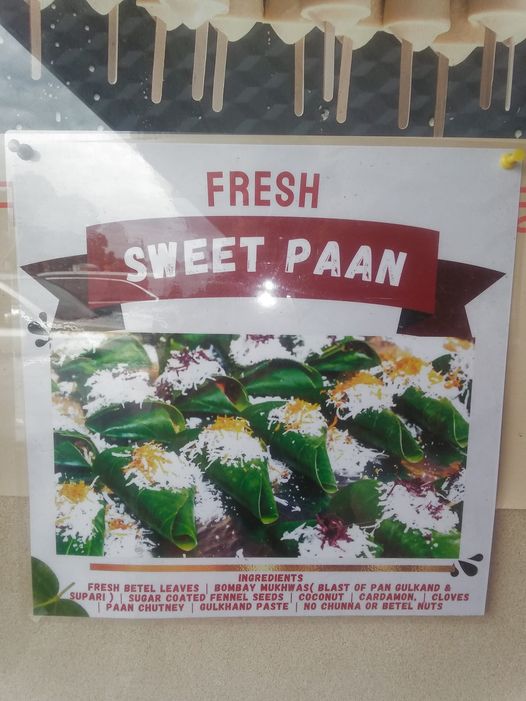 FRESH
SWEET PAAN
INGREDIENTS
FRESH BETEL LEAVES | BOMBAY MUKHWAS( BLAST OF PAN GULKAND &
SUPARI ) | SUGAR COATED FENNEL SEEDS | COCONUT | CARDAMON, | CLOVES
| PAAN CHUTNEY | GULKHAND PASTE | NO CHUNNA OR BETEL NUTS